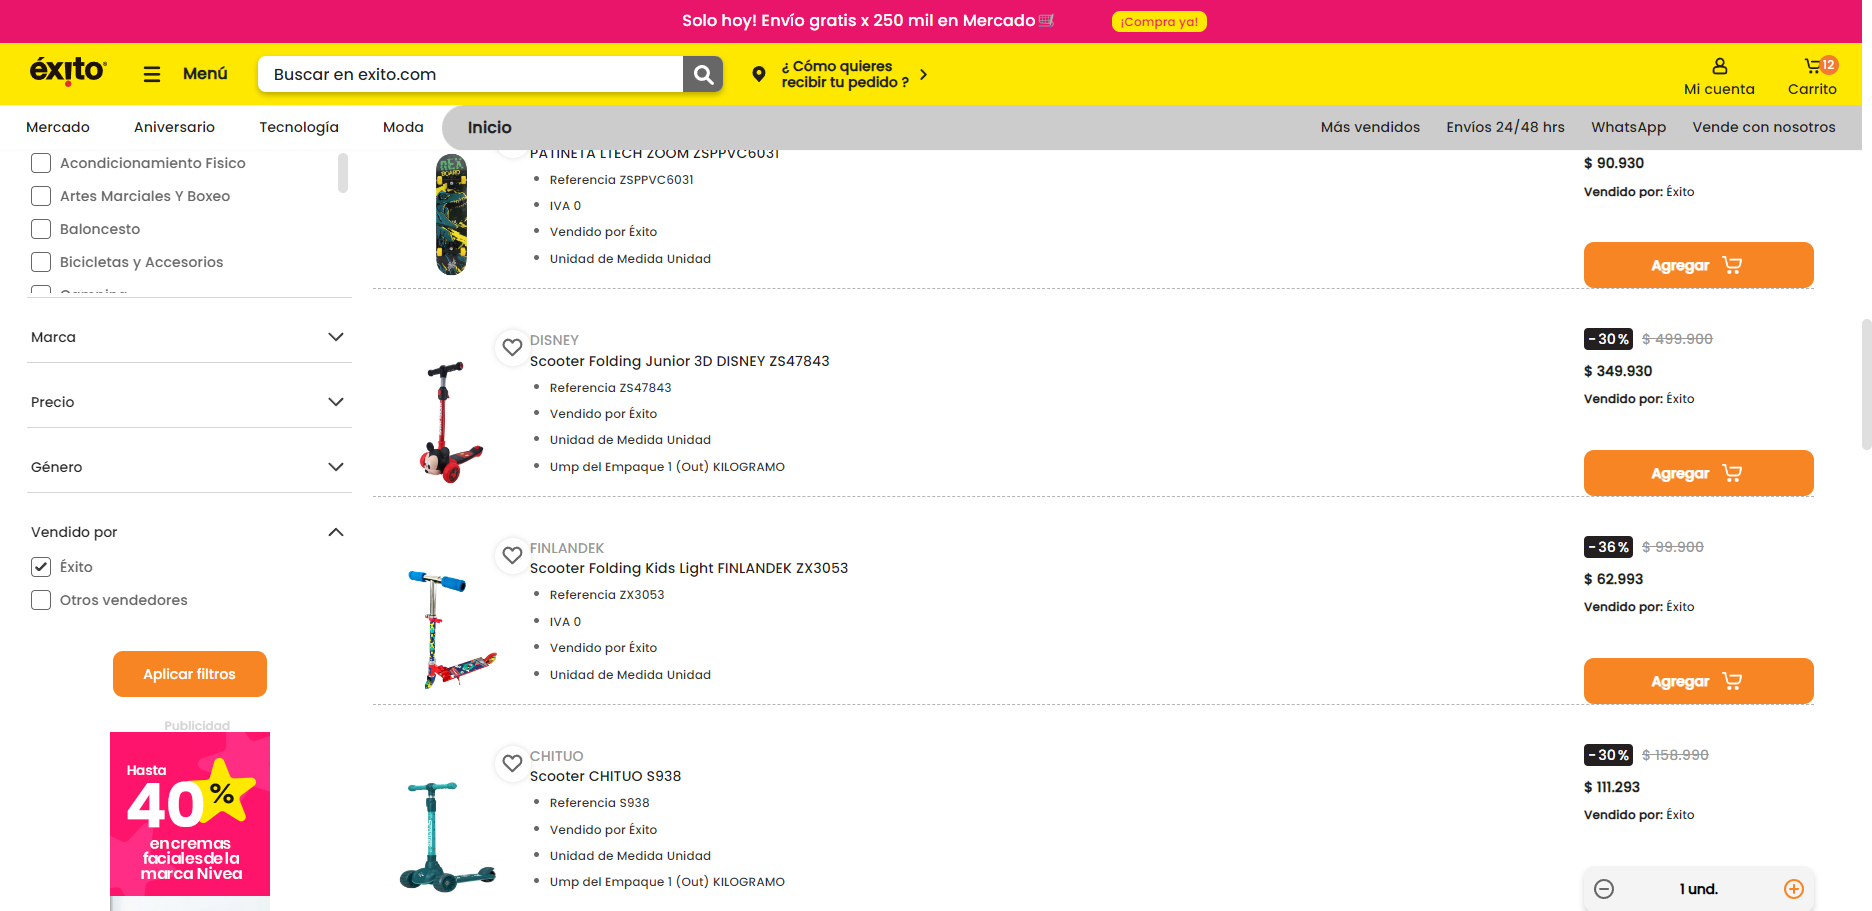 Solo hoy! Envío gratis x 250 mil en Mercado🛒
¡Compra ya!
éxito
Menú
Buscar en exito.com
¿ Cómo quieres
recibir tu pedido ?
Mi cuenta
12
Carrito
Mercado
Aniversario
Tecnología
Moda
Inicio
Más vendidos
Envíos 24/48 hrs
WhatsApp
Vende con nosotros
Acondicionamiento Fisico
Artes Marciales Y Boxeo
Baloncesto
Bicicletas y Accesorios
Marca
Precio
Género
Vendido por
Éxito
Otros vendedores
Aplicar filtros
Publicidad
Hasta
40%
en cremas
faciales de la
marca Nivea
PATINETA LTECH ZOOM ZSPPVC6031
Referencia ZSPPVC6031
IVA 0
Vendido por Éxito
Unidad de Medida Unidad
$ 90.930
Vendido por: Éxito
Agregar
DISNEY
Scooter Folding Junior 3D DISNEY ZS47843
Referencia ZS47843
Vendido por Éxito
Unidad de Medida Unidad
Ump del Empaque 1 (Out) KILOGRAMO
-30% $ 499.900
$ 349.930
Vendido por: Éxito
Agregar
FINLANDEK
Scooter Folding Kids Light FINLANDEK ZX3053
Referencia ZX3053
IVA 0
Vendido por Éxito
Unidad de Medida Unidad
-36% $ 99.900
$ 62.993
Vendido por: Éxito
Agregar
CHITUO
Scooter CHITUO S938
Referencia S938
Vendido por Éxito
Unidad de Medida Unidad
Ump del Empaque 1 (Out) KILOGRAMO
-30% $ 158.990
$ 111.293
Vendido por: Éxito
1 und.